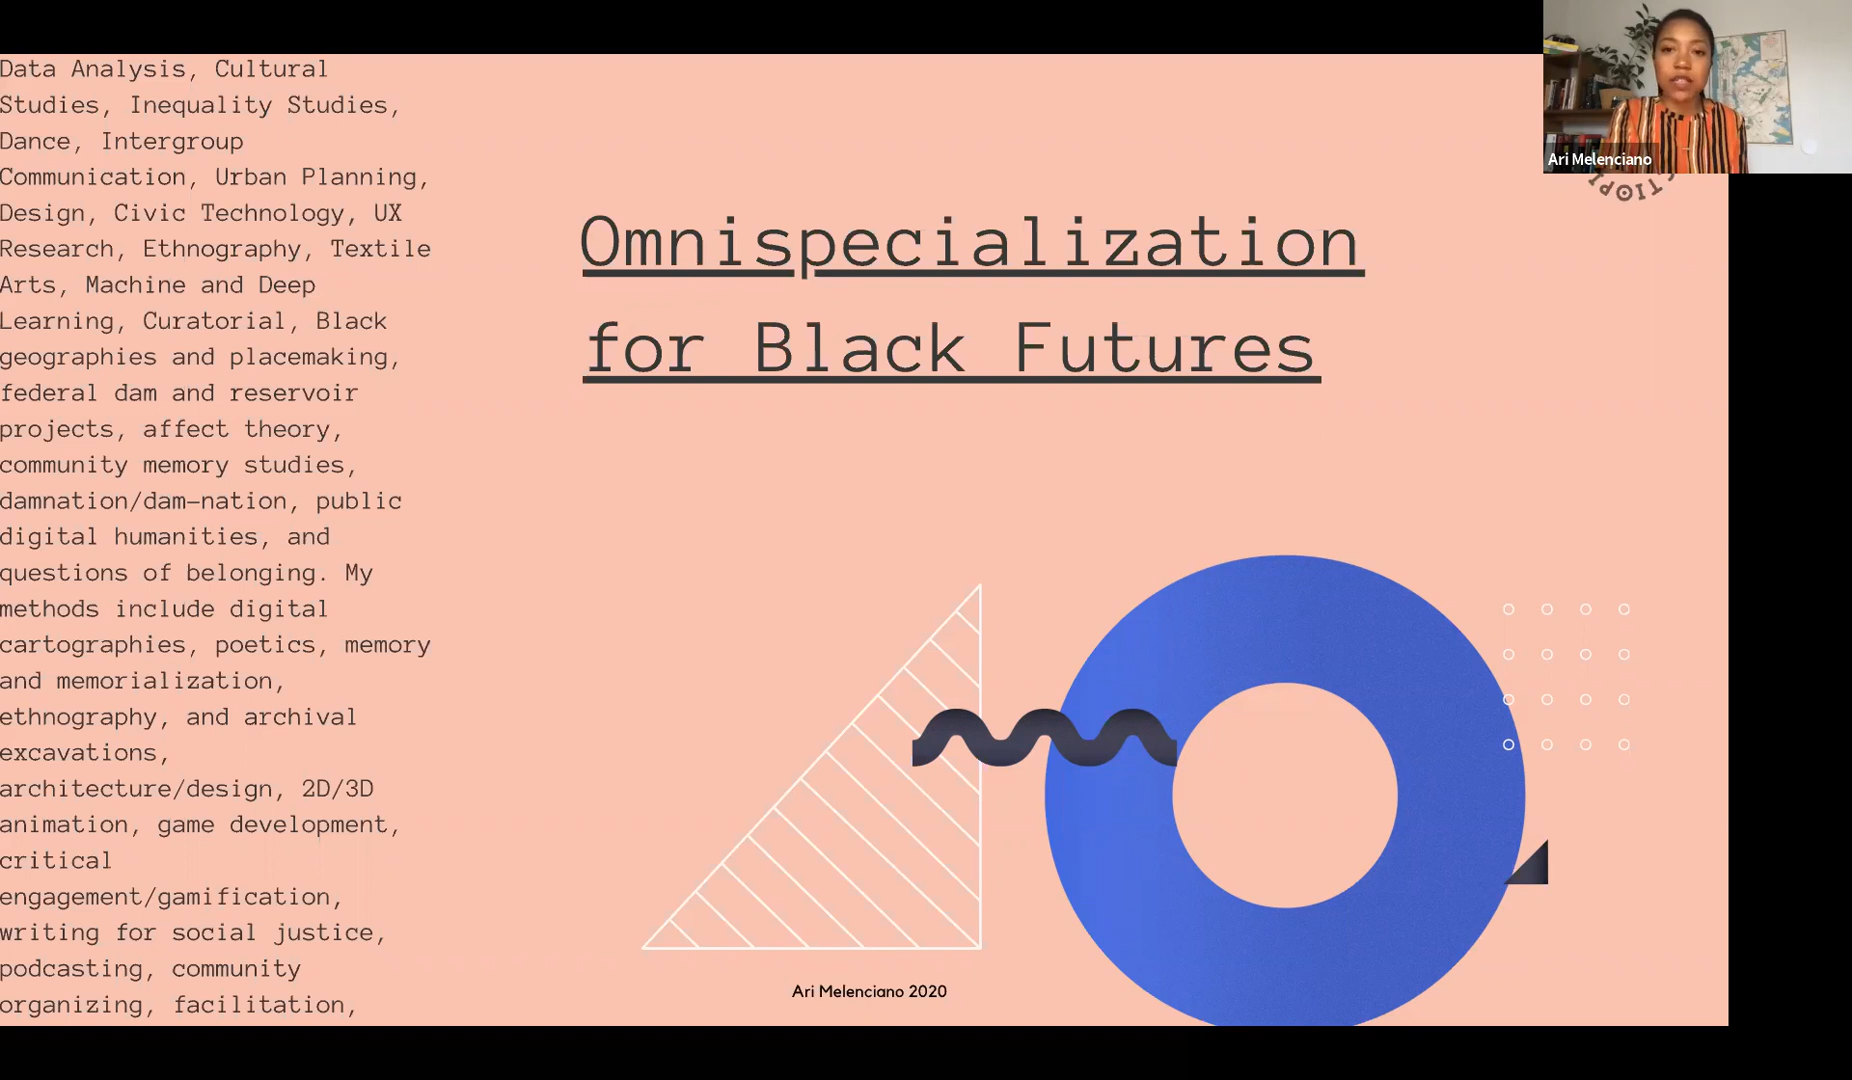 Data Analysis, Cultural
Studies, Inequality Studies,
Dance, Intergroup
Communication, Urban Planning,
Design, Civic Technology, UX
Research, Ethnography, Textile
Arts, Machine and Deep
Learning, Curatorial, Black
geographies and placemaking,
federal dam and reservoir
projects, affect theory,
community memory studies,
damnation/dam-nation, public
digital humanities, and
questions of belonging. My
methods include digital
cartographies, poetics, memory
and memorialization,
ethnography, and archival
excavations,
architecture/design, 2D/3D
animation, game development,
critical
engagement/gamification,
writing for social justice,
podcasting, community
organizing, facilitation,
Omnispecialization
for Black Futures
Ari Melenciano 2020
Ari Melenciano